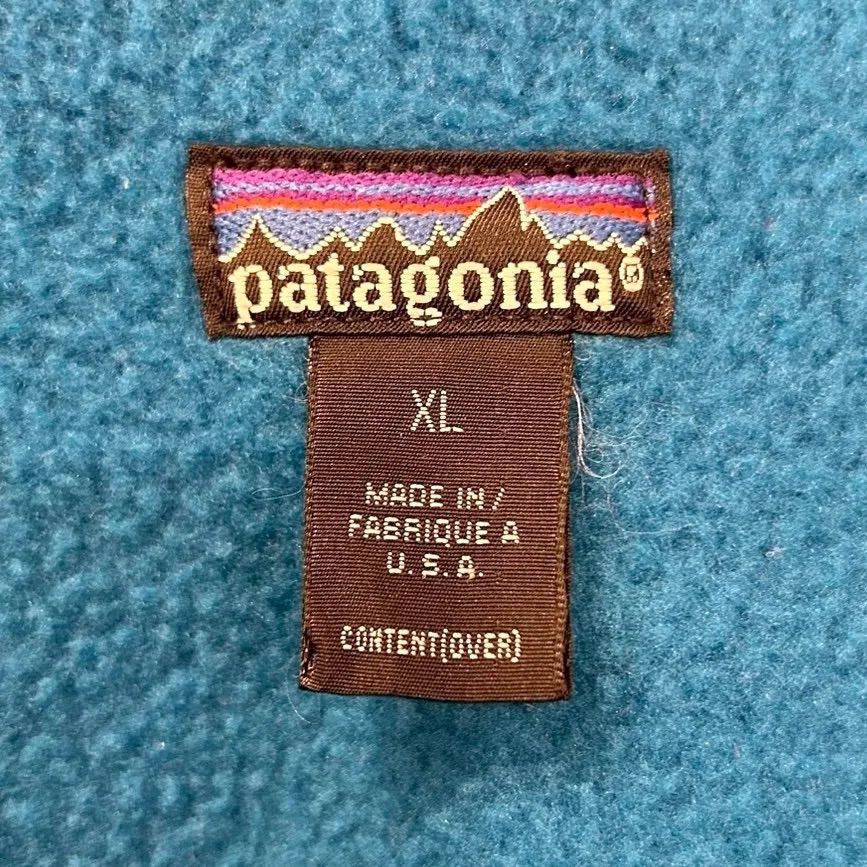 patagonia®
XL
MADE IN/
FABRIQUE A
U.S.A.
CONTENT(OVER)